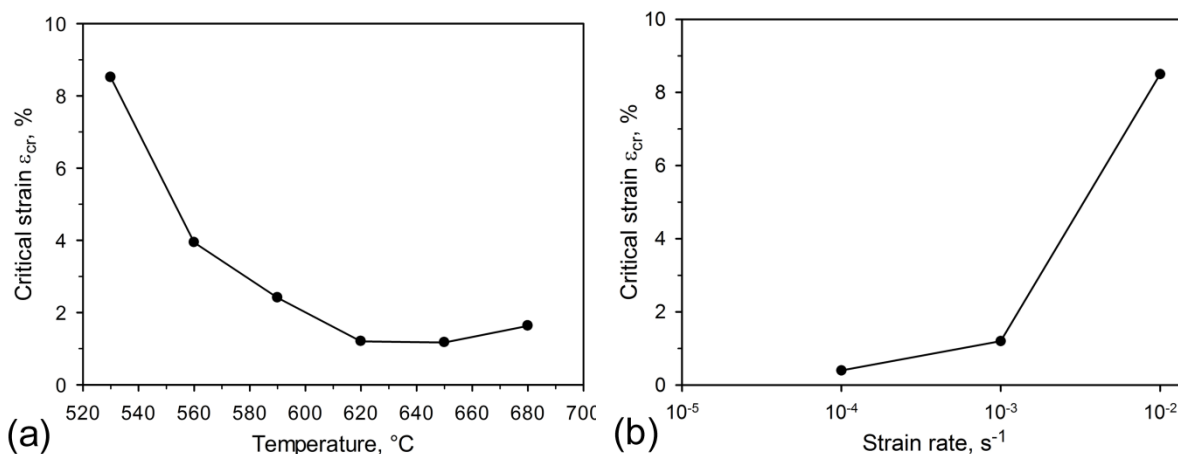 10
8
6
4
2
0
Critical strain εcr, %
520 540 560 580 600 620 640 660 680 700
Temperature, °C
(a)
10
8
6
4
2
0
Critical strain εcr, %
10-5 10-4 10-3 10-2
Strain rate, s-1
(b)